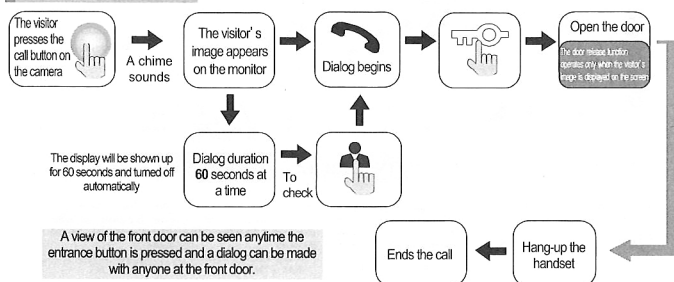 The visitor
presses the
call button on
the camera
A chime
sounds
The visitor's
image appears
on the monitor
Dialog begins
Open the door
The door release function
operates only when the visitor's
image is displayed on the screen
The display will be shown up
for 60 seconds and turned off
automatically
Dialog duration
60 seconds at
a time
To
check
A view of the front door can be seen anytime the
entrance button is pressed and a dialog can be made
with anyone at the front door.
Ends the call
Hang-up the
handset